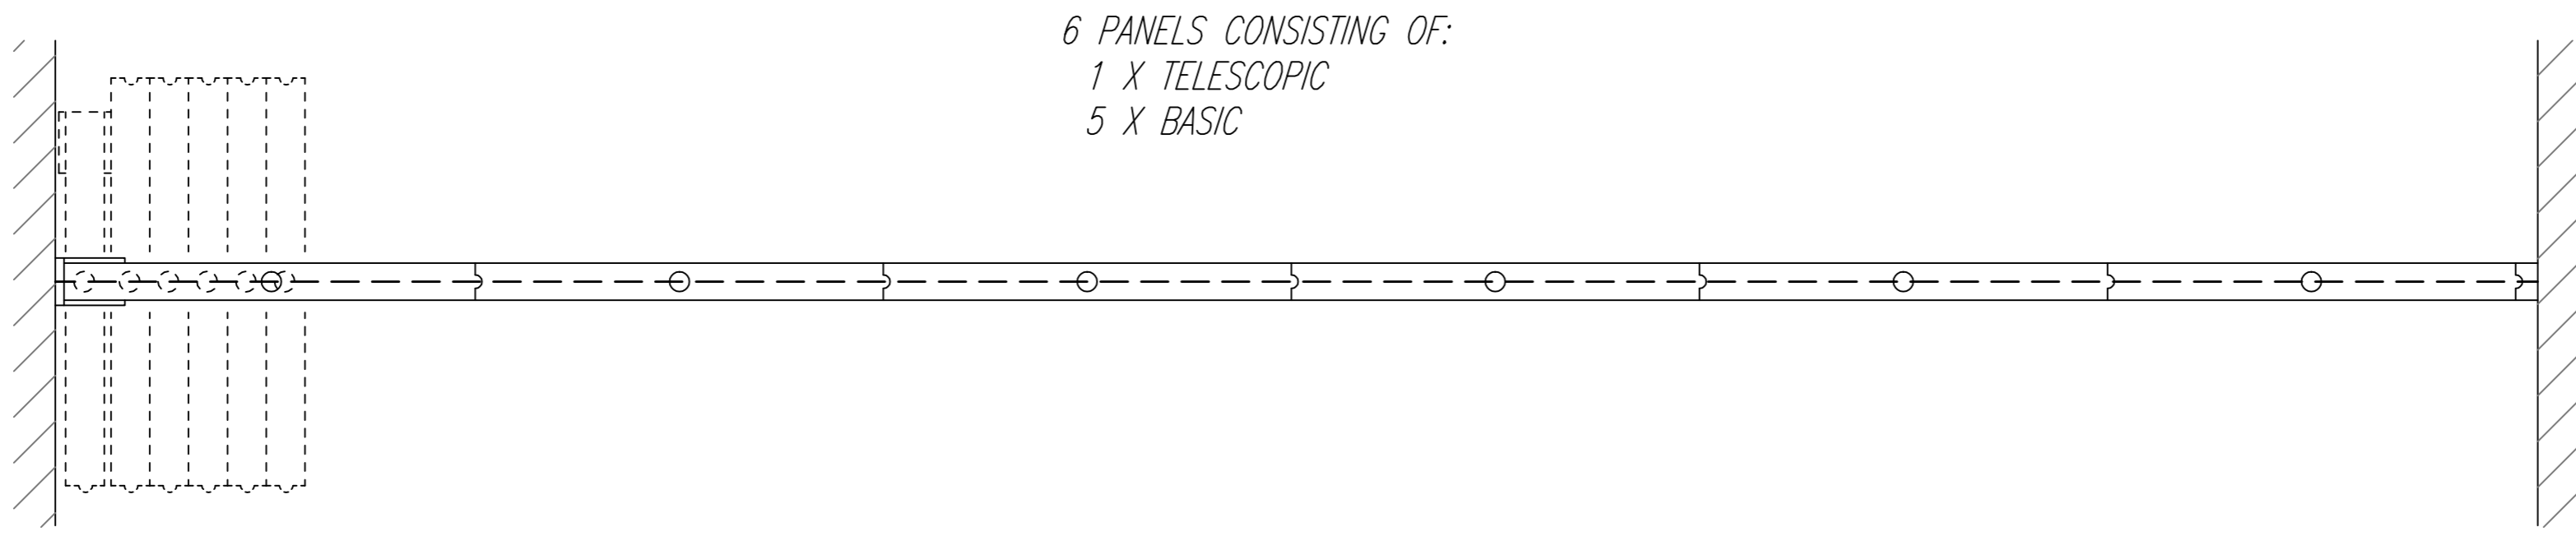 6 PANELS CONSISTING OF:
1 X TELESCOPIC
5 X BASIC